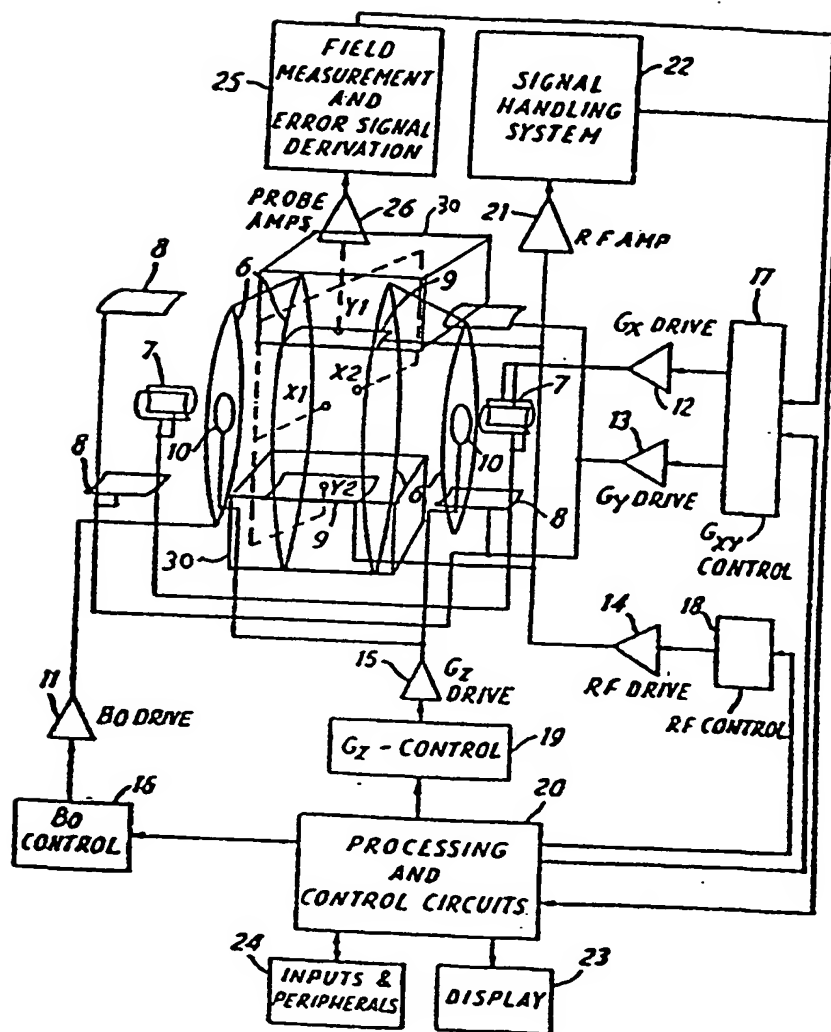 FIELD
MEASUREMENT
AND
ERROR SIGNAL
DERIVATION
25
SIGNAL
HANDLING
SYSTEM
22
PROBE
AMPS
26
30
21
RF AMP
8
6
9
Y1
17
7
X1
X2
GX DRIVE
7
12
10
10
13
8
6
8
GY DRIVE
Y2
9
GXY
CONTROL
30
14
18
15
GZ
DRIVE
RF DRIVE
RF CONTROL
11
BO DRIVE
GZ - CONTROL
19
16
20
BO
CONTROL
PROCESSING
AND
CONTROL CIRCUITS
24
23
INPUTS &
PERIPHERALS
DISPLAY